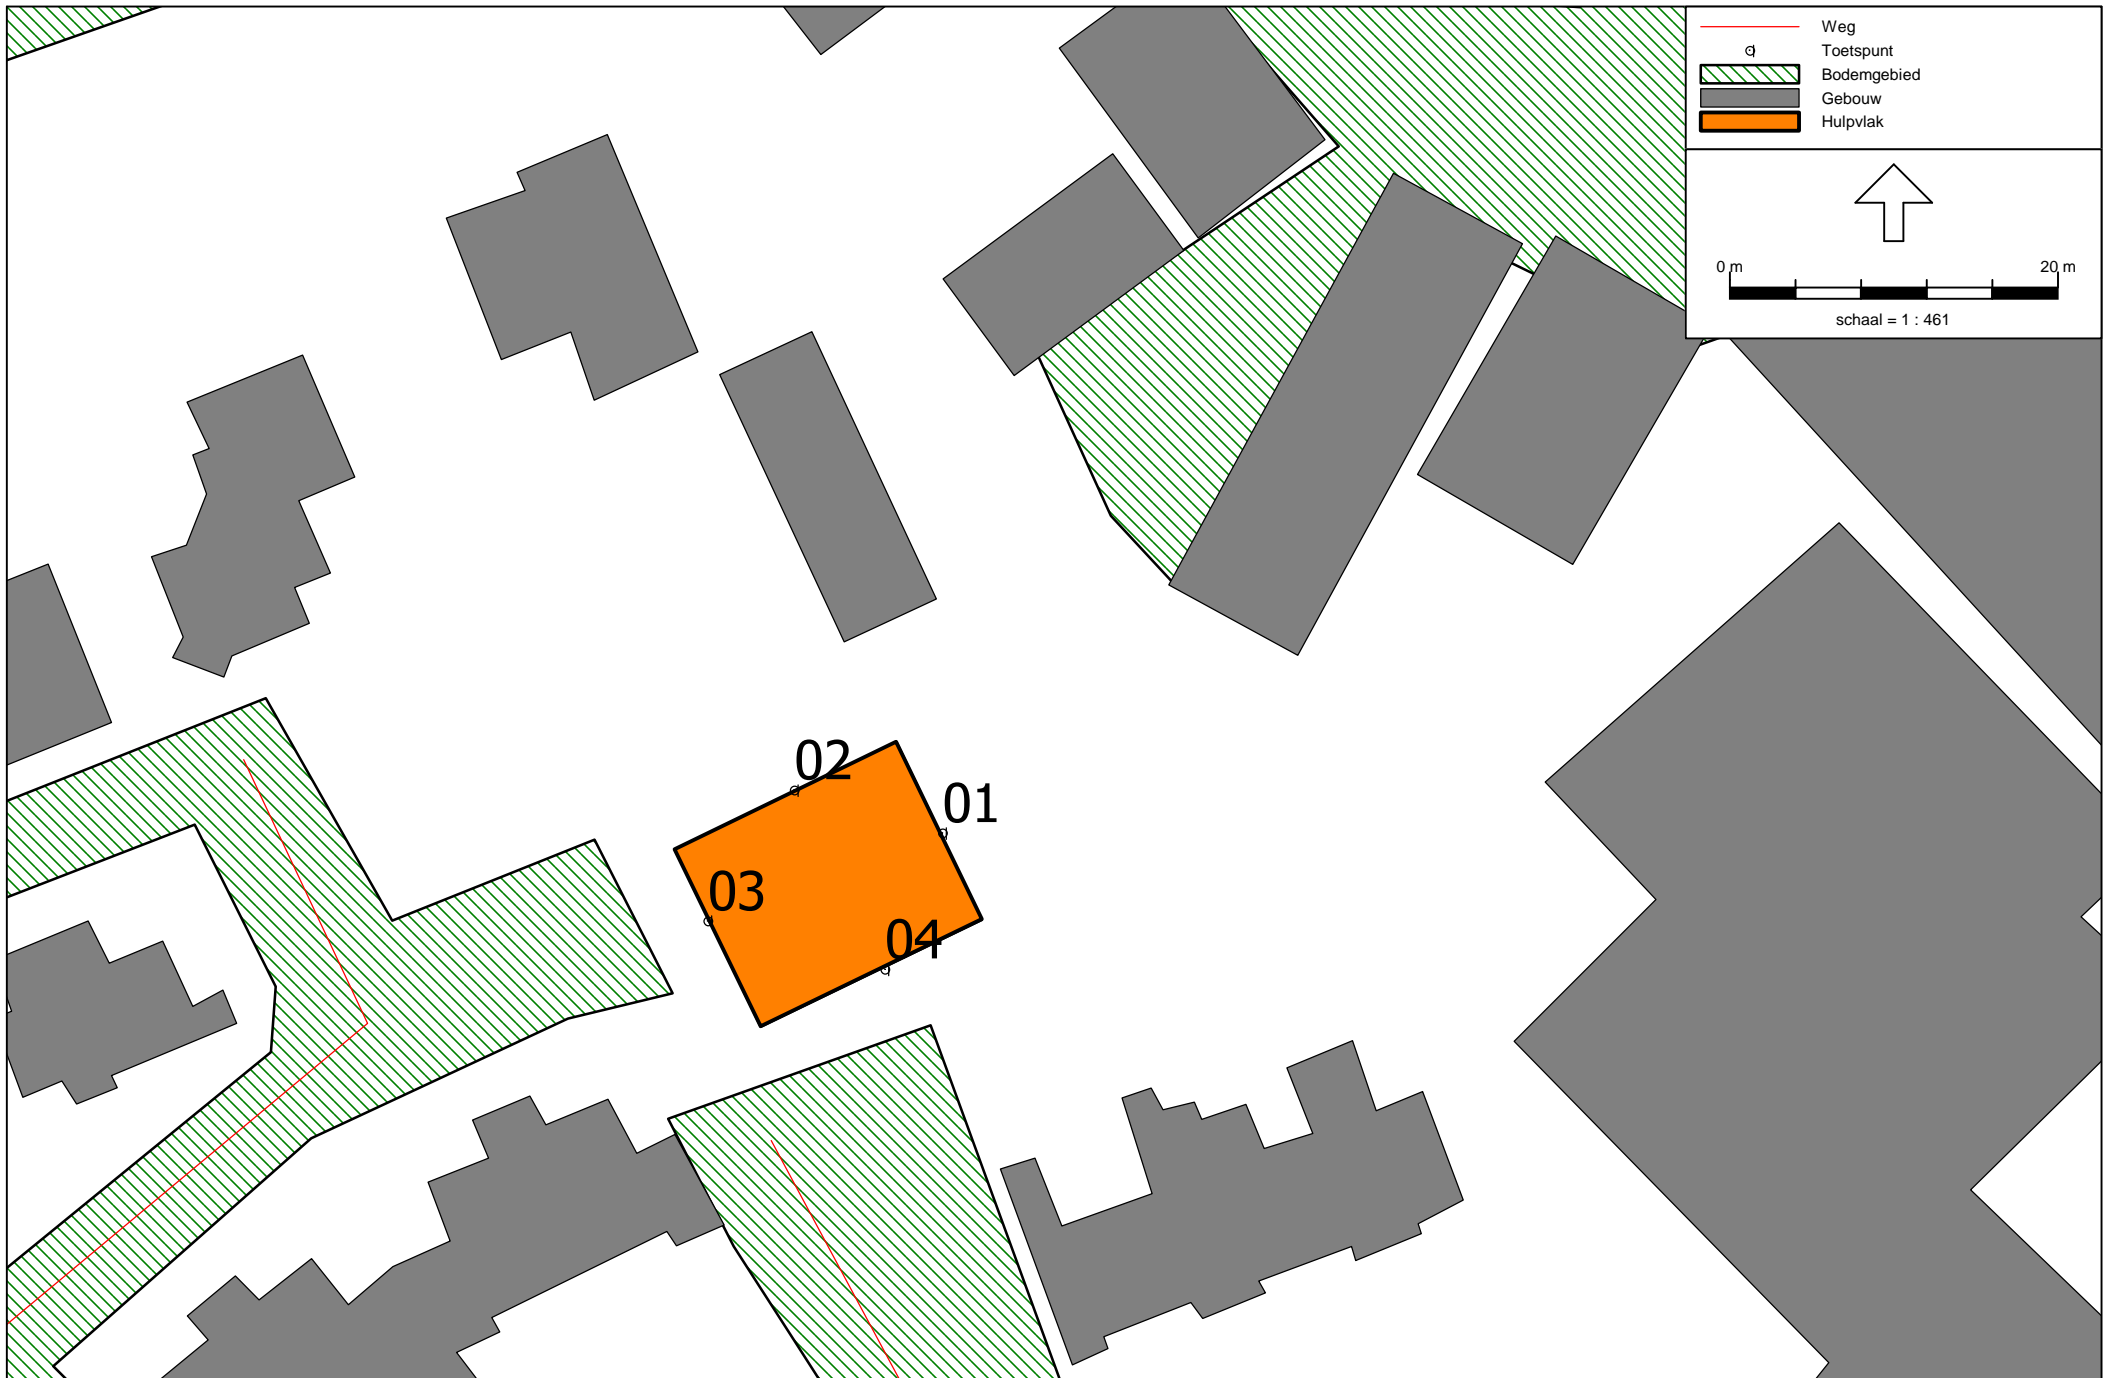 Weg
Toetspunt
Bodemgebied
Gebouw
Hulpvlak
0 m 20 m
schaal = 1 : 461
02
01
03
04